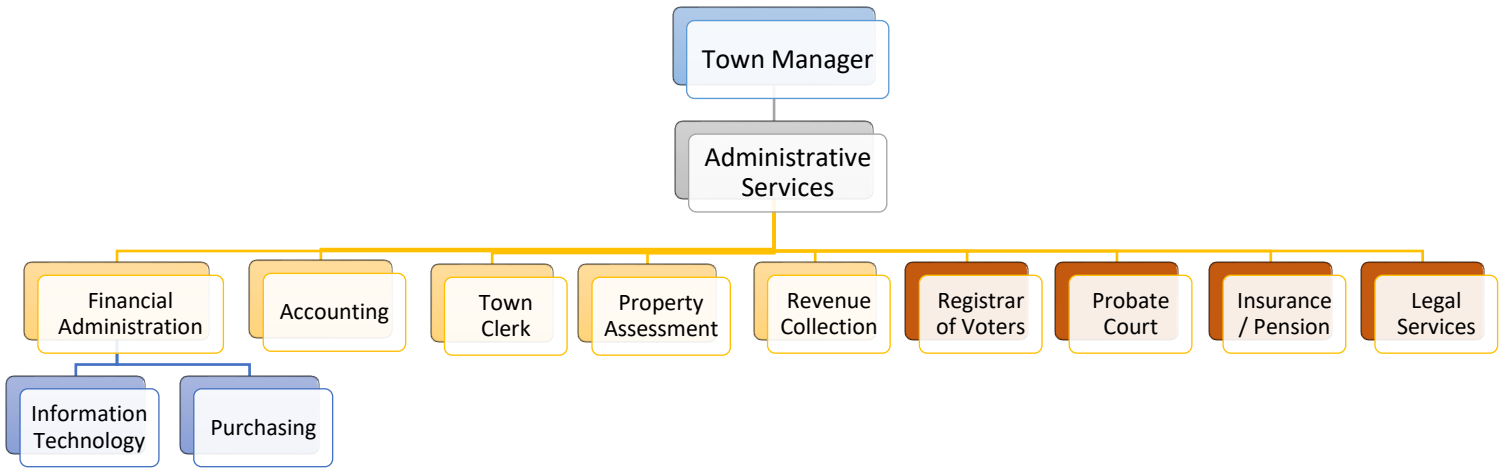 Town Manager
Administrative
Services
Financial
Administration
Accounting
Town
Clerk
Property
Assessment
Revenue
Collection
Registrar
of Voters
Probate
Court
Insurance
/ Pension
Legal
Services
Information
Technology
Purchasing